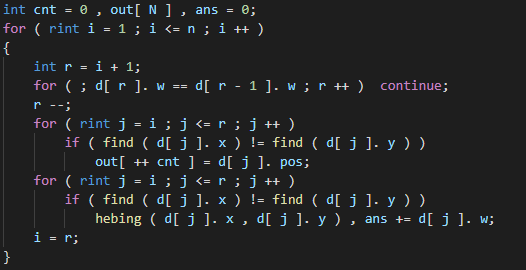 int cnt = 0 , out[ N ] , ans = 0;
for ( rint i = 1 ; i <= n ; i ++ )
{
    int r = i + 1;
    for ( ; d[ r ]. w == d[ r - 1 ]. w ; r ++ )  continue;
    r --;
    for ( rint j = i ; j <= r ; j ++ )
        if ( find ( d[ j ]. x ) != find ( d[ j ]. y ) )
            out[ ++ cnt ] = d[ j ]. pos;
    for ( rint j = i ; j <= r ; j ++ )
        if ( find ( d[ j ]. x ) != find ( d[ j ]. y ) )
            hebing ( d[ j ]. x , d[ j ]. y ) , ans += d[ j ]. w;
    i = r;
}